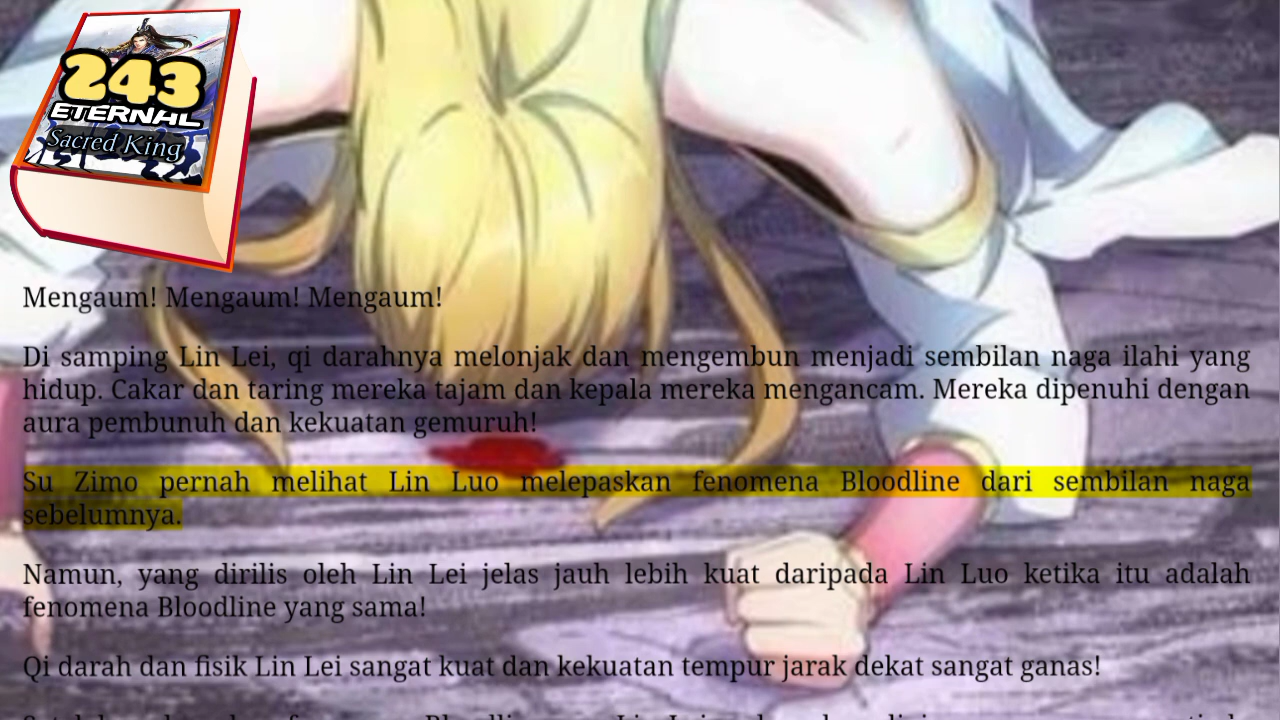 243
ETERNAL
Sacred King
Mengaum! Mengaum! Mengaum!
Di samping Lin Lei, qi darahnya melonjak dan mengembun menjadi sembilan naga ilahi yang
hidup. Cakar dan taring mereka tajam dan kepala mereka mengancam. Mereka dipenuhi dengan
aura pembunuh dan kekuatan gemuruh!
Su Zimo pernah melihat Lin Luo melepaskan fenomena Bloodline dari sembilan naga
sebelumnya.
Namun, yang dirilis oleh Lin Lei jelas jauh lebih kuat daripada Lin Luo ketika itu adalah
fenomena Bloodline yang sama!
Qi darah dan fisik Lin Lei sangat kuat dan kekuatan tempur jarak dekat sangat ganas!